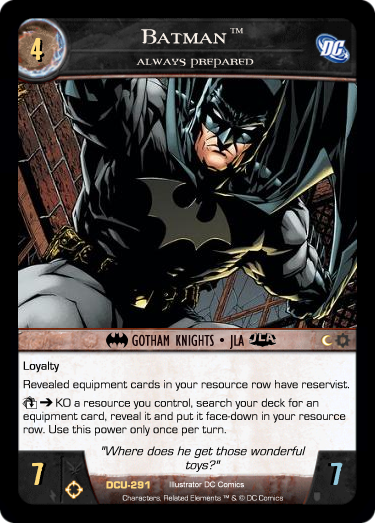 4
BATMAN™
ALWAYS PREPARED
DC
GOTHAM KNIGHTS • JLA JLA
Loyalty
Revealed equipment cards in your resource row have reservist.
➔ KO a resource you control, search your deck for an
equipment card, reveal it and put it face-down in your resource
row. Use this power only once per turn.
"Where does he get those wonderful
toys?"
7
7
DCU-291 Illustrator DC Comics
Characters, Related Elements ™ & © DC Comics